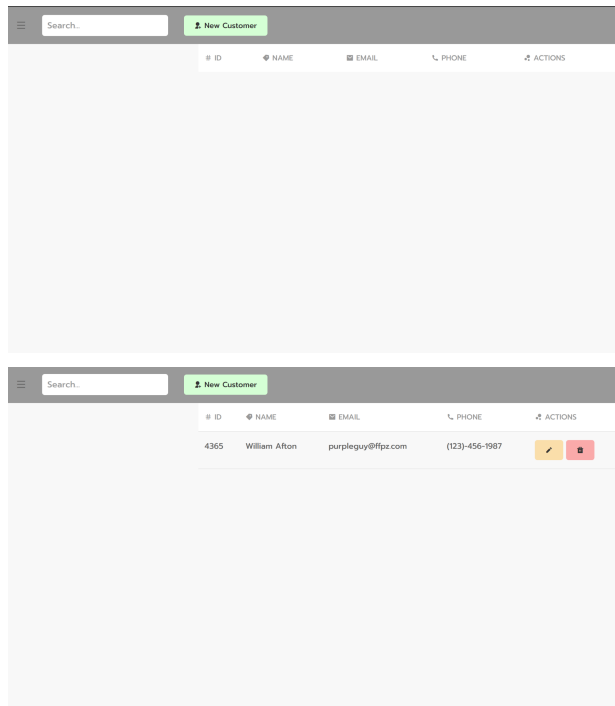 Search..
New Customer
# ID NAME EMAIL PHONE ACTIONS
Search..
New Customer
# ID NAME EMAIL PHONE ACTIONS
4365 William Afton purpleguy@ffpz.com (123)-456-1987